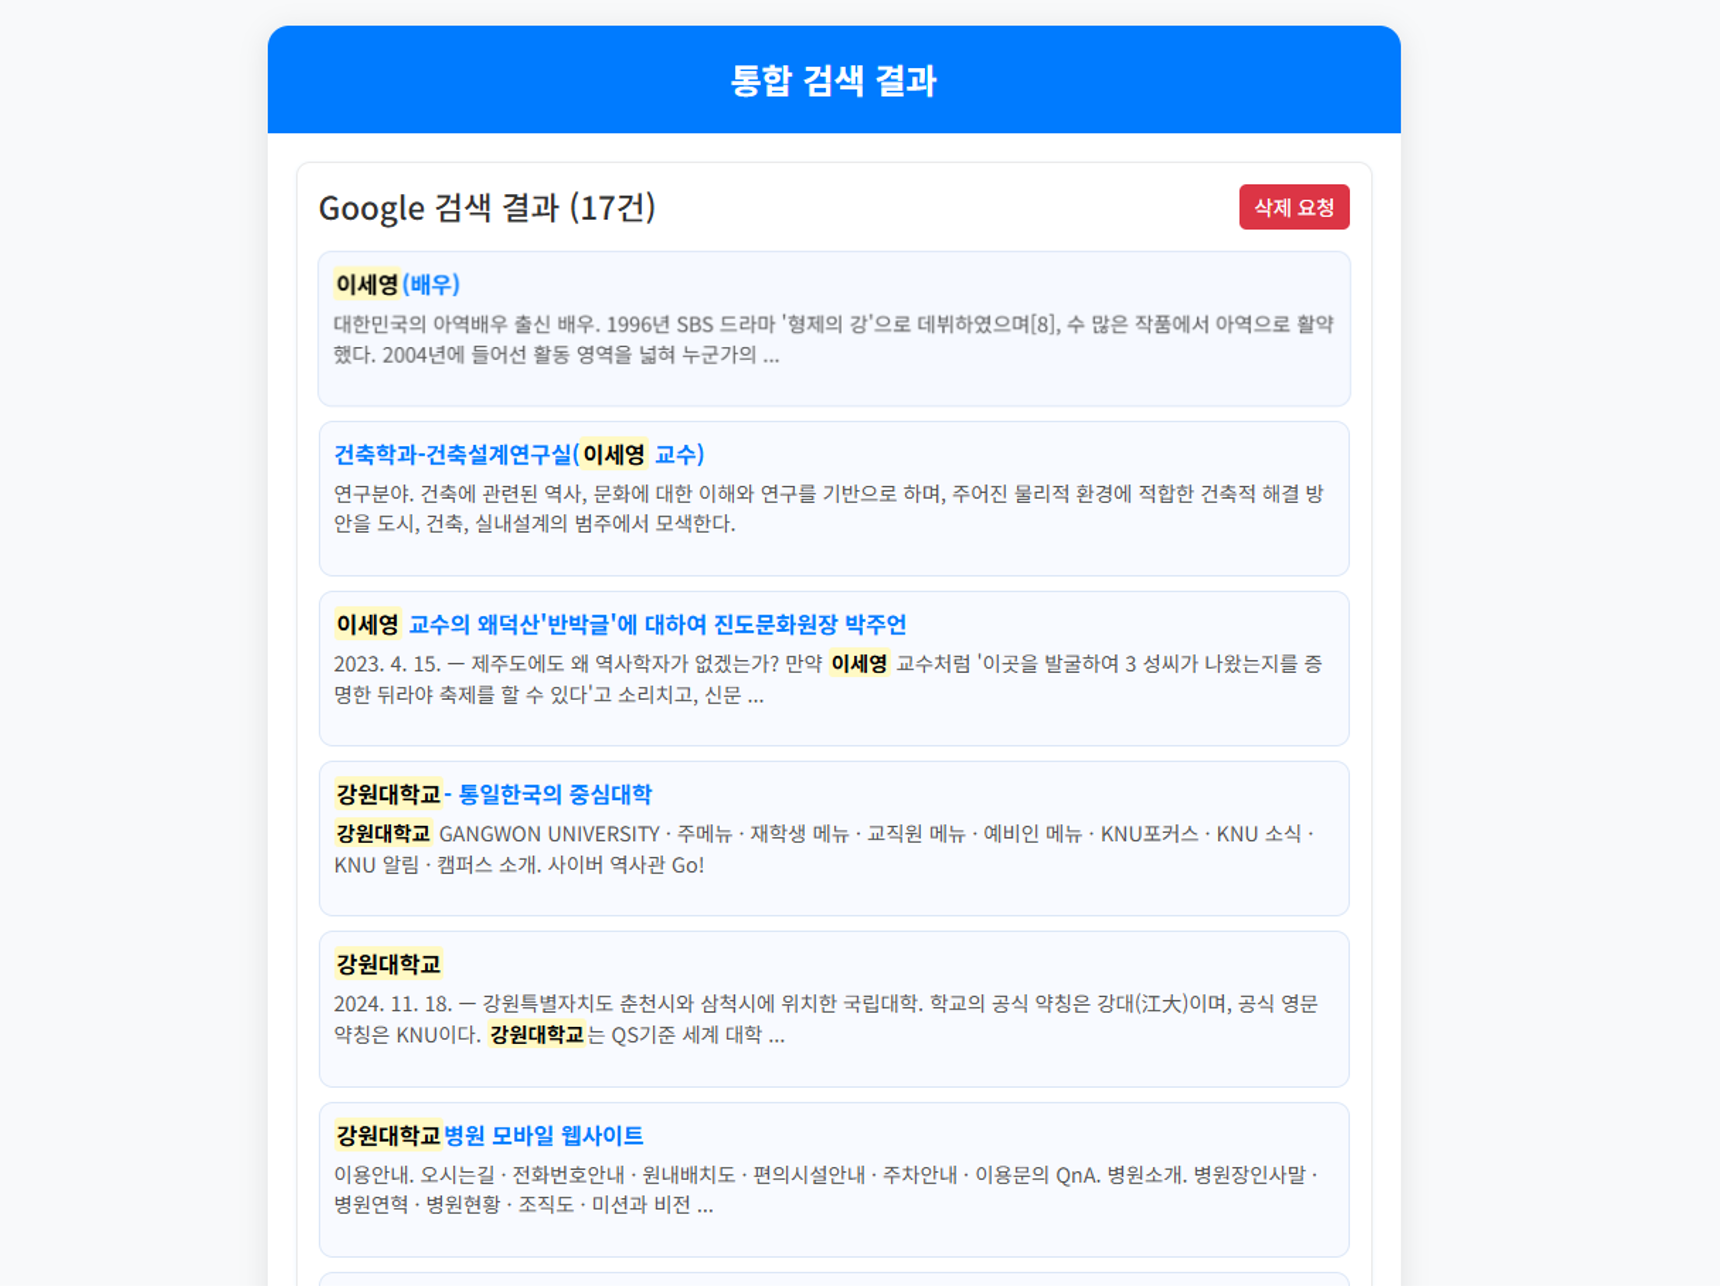 통합 검색 결과
Google 검색 결과 (17건)
삭제 요청
이세영(배우)
대한민국의 아역배우 출신 배우. 1996년 SBS 드라마 '형제의 강'으로 데뷔하였으며[8], 수 많은 작품에서 아역으로 활약
했다. 2004년에 들어선 활동 영역을 넓혀 누군가의 ...
건축학과-건축설계연구실(이세영 교수)
연구분야. 건축에 관련된 역사, 문화에 대한 이해와 연구를 기반으로 하며, 주어진 물리적 환경에 적합한 건축적 해결 방
안을 도시, 건축, 실내설계의 범주에서 모색한다.
이세영 교수의 왜덕산'반박글'에 대하여 진도문화원장 박주언
2023. 4. 15. — 제주도에도 왜 역사학자가 없겠는가? 만약 이세영 교수처럼 '이곳을 발굴하여 3 성씨가 나왔는지를 증
명한 뒤라야 축제를 할 수 있다'고 소리치고, 신문 ...
강원대학교- 통일한국의 중심대학
강원대학교 GANGWON UNIVERSITY · 주메뉴 · 재학생 메뉴 · 교직원 메뉴 · 예비인 메뉴 · KNU포커스 · KNU 소식 ·
KNU 알림 · 캠퍼스 소개. 사이버 역사관 Go!
강원대학교
2024. 11. 18. — 강원특별자치도 춘천시와 삼척시에 위치한 국립대학. 학교의 공식 약칭은 강대(江大)이며, 공식 영문
약칭은 KNU이다. 강원대학교는 QS기준 세계 대학 ...
강원대학교병원 모바일 웹사이트
이용안내. 오시는길 · 전화번호안내 · 원내배치도 · 편의시설안내 · 주차안내 · 이용문의 QnA. 병원소개. 병원장인사말 ·
병원연혁 · 병원현황 · 조직도 · 미션과 비전 ...